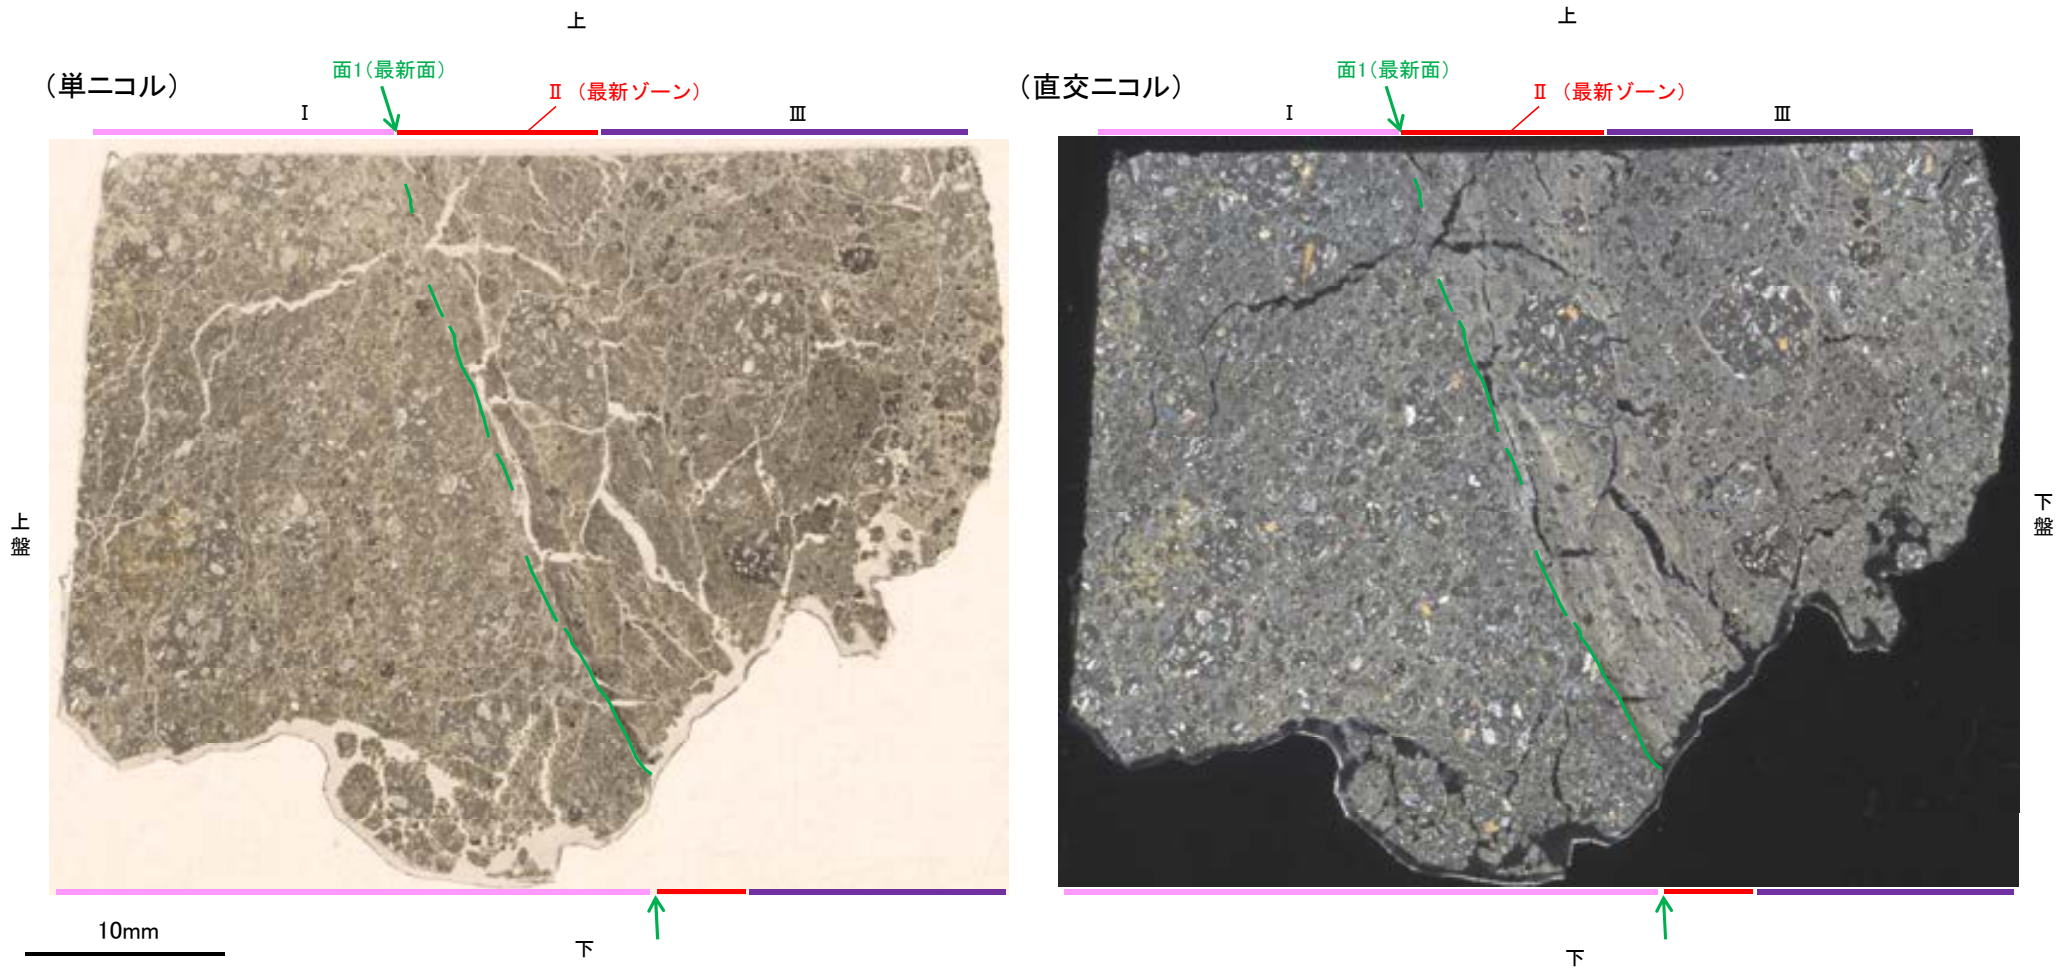 上
上
(単ニコル)
面1(最新面)
Ⅱ (最新ゾーン)
Ⅰ
Ⅲ
(直交ニコル)
面1(最新面)
Ⅱ (最新ゾーン)
Ⅰ
Ⅲ
上盤
下盤
10mm
下
下